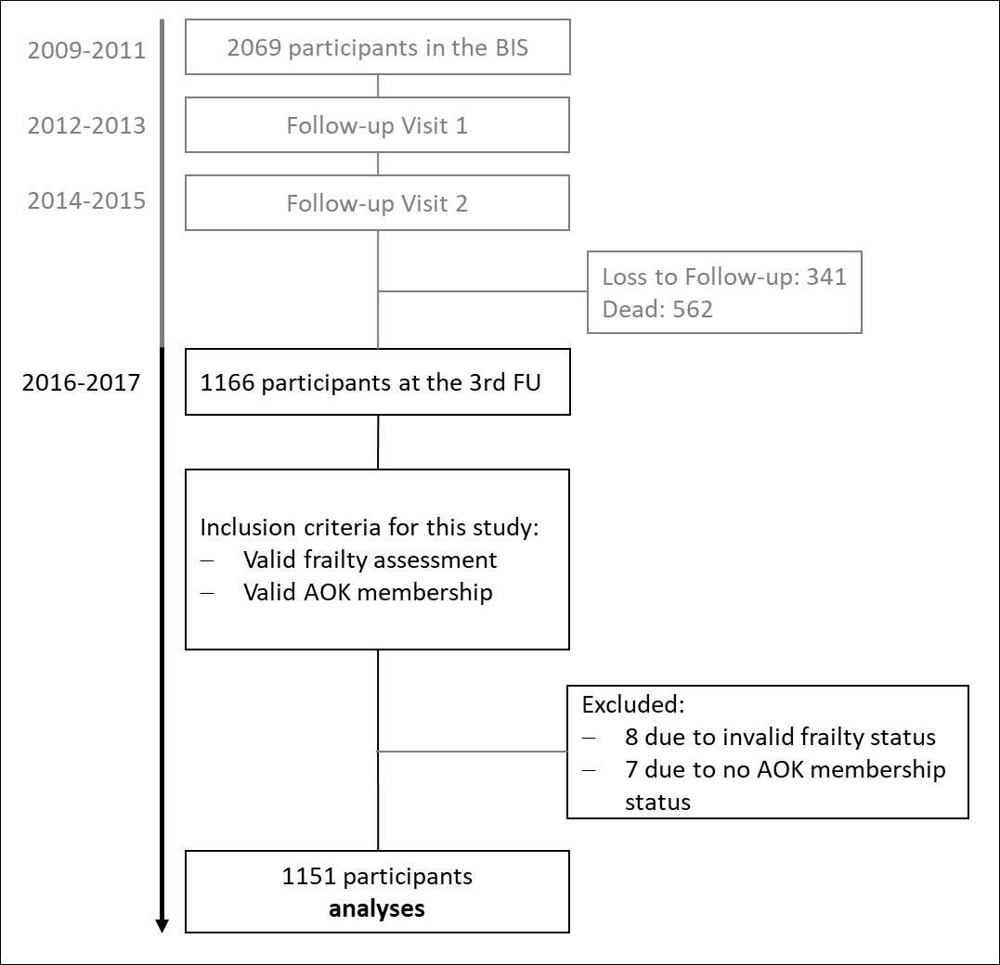 2009-2011
2069 participants in the BIS
2012-2013
Follow-up Visit 1
2014-2015
Follow-up Visit 2
Loss to Follow-up: 341
Dead: 562
2016-2017
1166 participants at the 3rd FU
Inclusion criteria for this study:
– Valid frailty assessment
– Valid AOK membership
Excluded:
– 8 due to invalid frailty status
– 7 due to no AOK membership
status
1151 participants
analyses